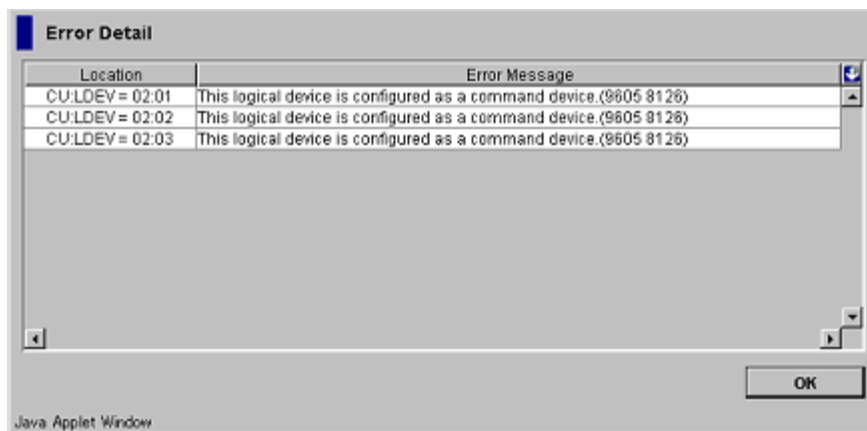 Error Detail
Location Error Message
CU:LDEV = 02:01 This logical device is configured as a command device.(9605 8126)
CU:LDEV = 02:02 This logical device is configured as a command device.(9605 8126)
CU:LDEV = 02:03 This logical device is configured as a command device.(9605 8126)
OK
Java Applet Window